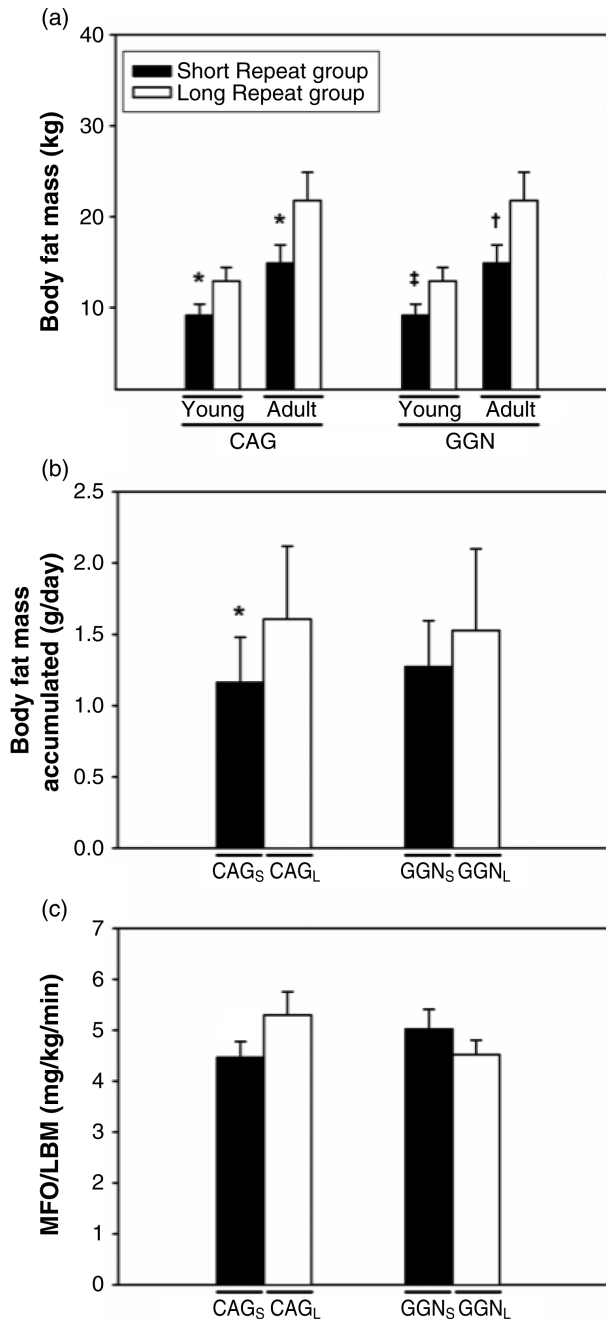 (a)
40
30
20
10
Body fat mass (kg)
Short Repeat group
Long Repeat group
*
*
‡
†
Young Adult Young Adult
CAG GGN
(b)
2.5
2.0
1.5
1.0
0.5
0.0
Body fat mass
accumulated (g/day)
*
CAGS CAGL GGNS GGNL
(c)
7
6
5
4
3
2
1
0
MFO/LBM (mg/kg/min)
CAGS CAGL GGNS GGNL